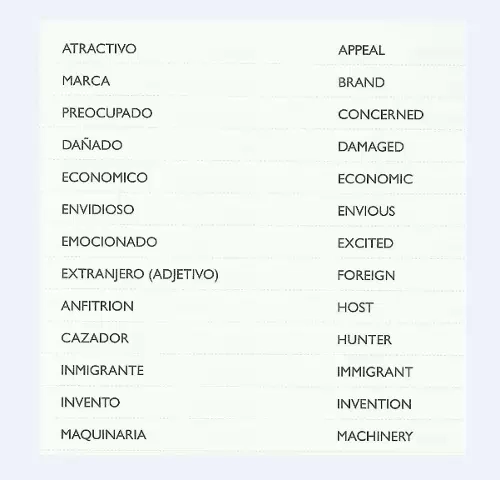 ATRACTIVO APPEAL
MARCA BRAND
PREOCUPADO CONCERNED
DAÑADO DAMAGED
ECONOMICO ECONOMIC
ENVIDIOSO ENVIOUS
EMOCIONADO EXCITED
EXTRANJERO (ADJETIVO) FOREIGN
ANFITRION HOST
CAZADOR HUNTER
INMIGRANTE IMMIGRANT
INVENTO INVENTION
MAQUINARIA MACHINERY